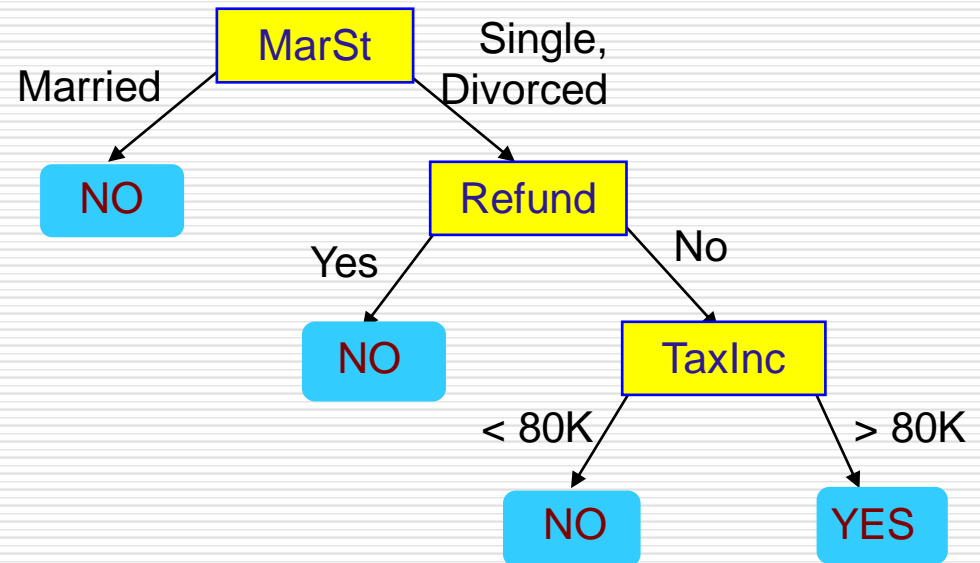 MarSt
Single,
Divorced
Married
NO
Refund
Yes
No
NO
TaxInc
< 80K
> 80K
NO
YES